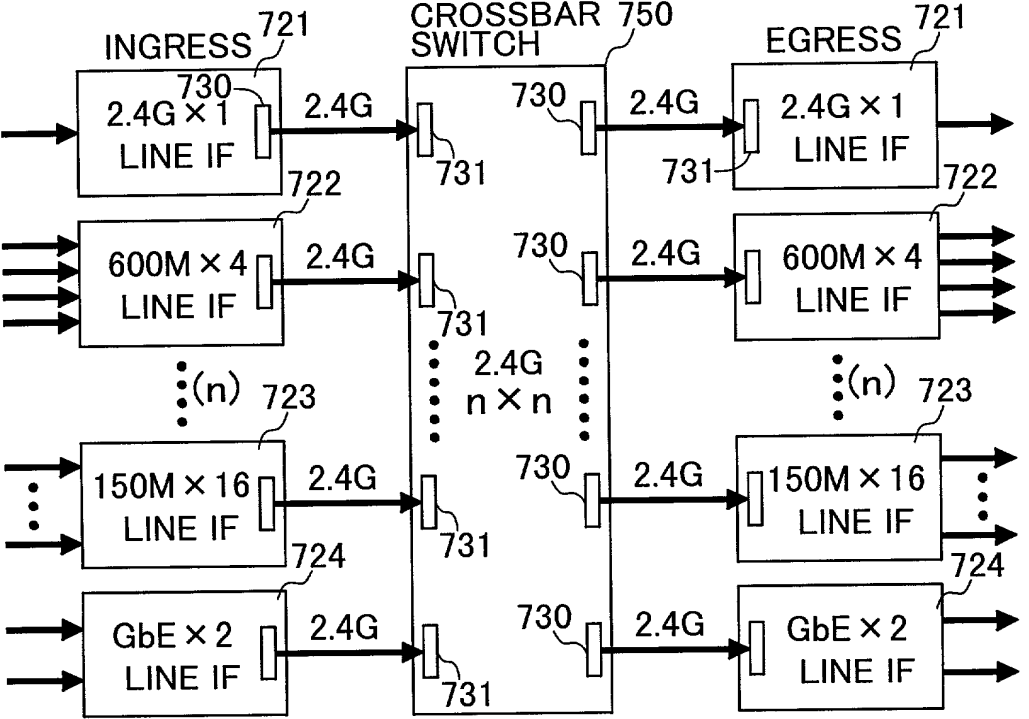 INGRESS
721
CROSSBAR
SWITCH
750
EGRESS
721
730
2.4G×1
LINE IF
2.4G
731
730
2.4G
731
2.4G×1
LINE IF
722
600M×4
LINE IF
2.4G
731
730
2.4G
722
600M×4
LINE IF
(n)
2.4G
n×n
(n)
723
150M×16
LINE IF
2.4G
731
730
2.4G
723
150M×16
LINE IF
724
GbE×2
LINE IF
2.4G
731
730
2.4G
724
GbE×2
LINE IF